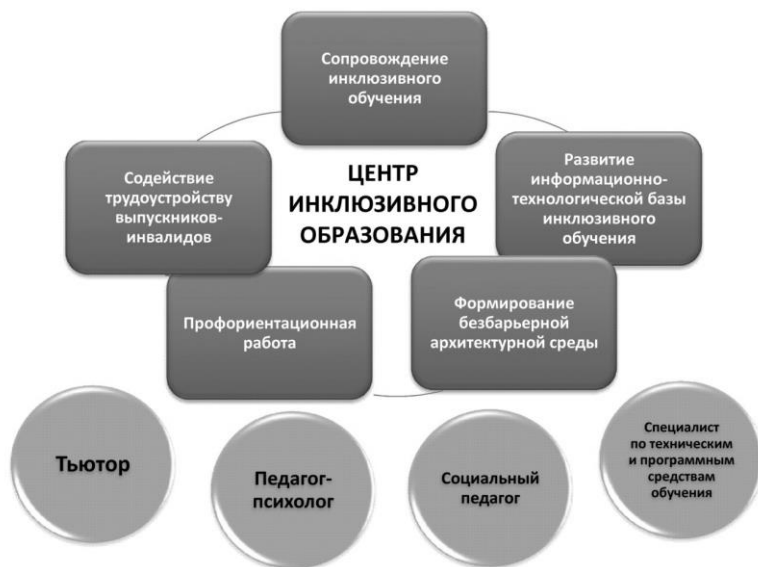 Сопровождение
инклюзивного
обучения
Содействие
трудоустройству
выпускников-
инвалидов
ЦЕНТР
ИНКЛЮЗИВНОГО
ОБРАЗОВАНИЯ
Развитие
информационно-
технологической базы
инклюзивного
обучения
Профориентационная
работа
Формирование
безбарьерной
архитектурной среды
Тьютор
Педагог-
психолог
Социальный
педагог
Специалист
по техническим
и программным
средствам
обучения